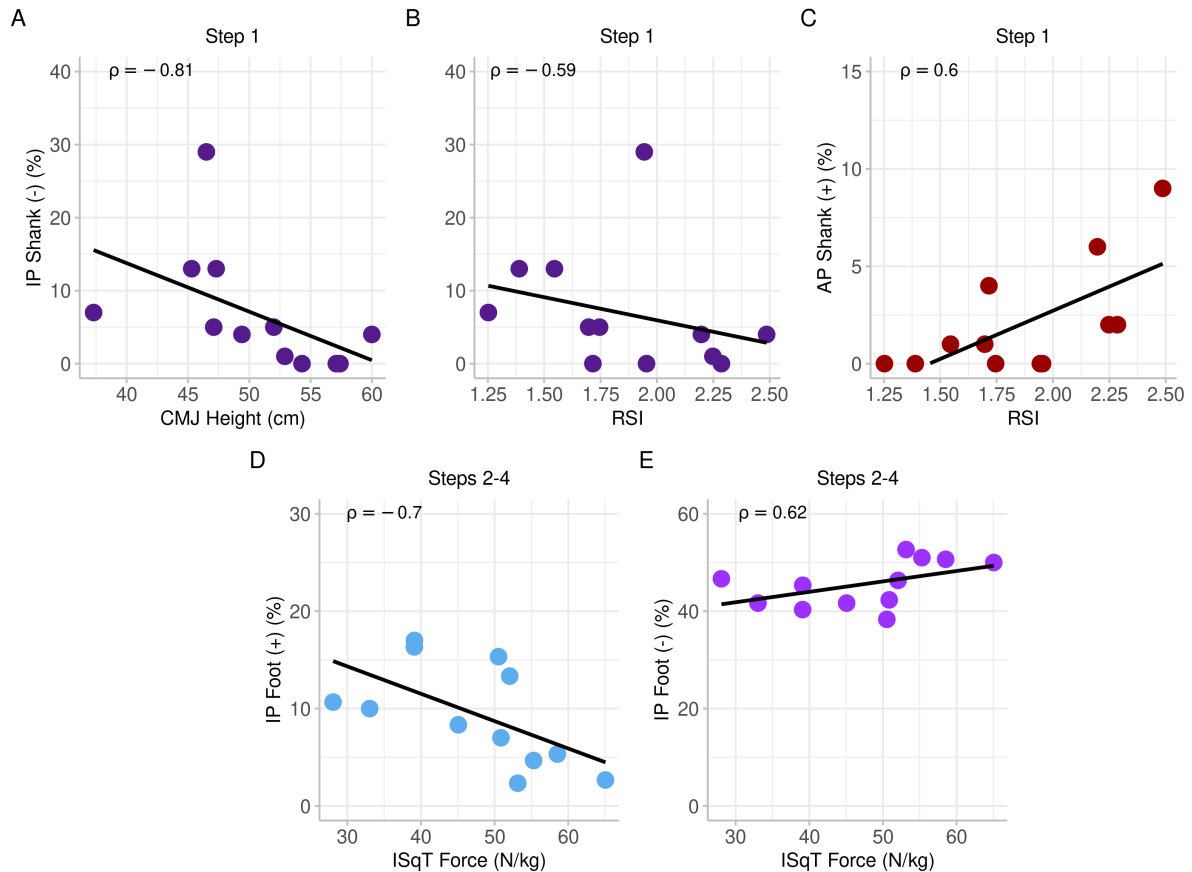 A
Step 1
ρ = −0.81
40
30
20
10
0
IP Shank (-) (%)
40
45
50
55
60
CMJ Height (cm)
B
Step 1
ρ = −0.59
40
30
20
10
0
1.25
1.50
1.75
2.00
2.25
2.50
RSI
C
Step 1
ρ = 0.6
15
10
5
0
AP Shank (+) (%)
1.25
1.50
1.75
2.00
2.25
2.50
RSI
D
Steps 2-4
ρ = −0.7
30
20
10
0
IP Foot (+) (%)
30
40
50
60
ISqT Force (N/kg)
E
Steps 2-4
ρ = 0.62
60
40
20
0
IP Foot (-) (%)
30
40
50
60
ISqT Force (N/kg)